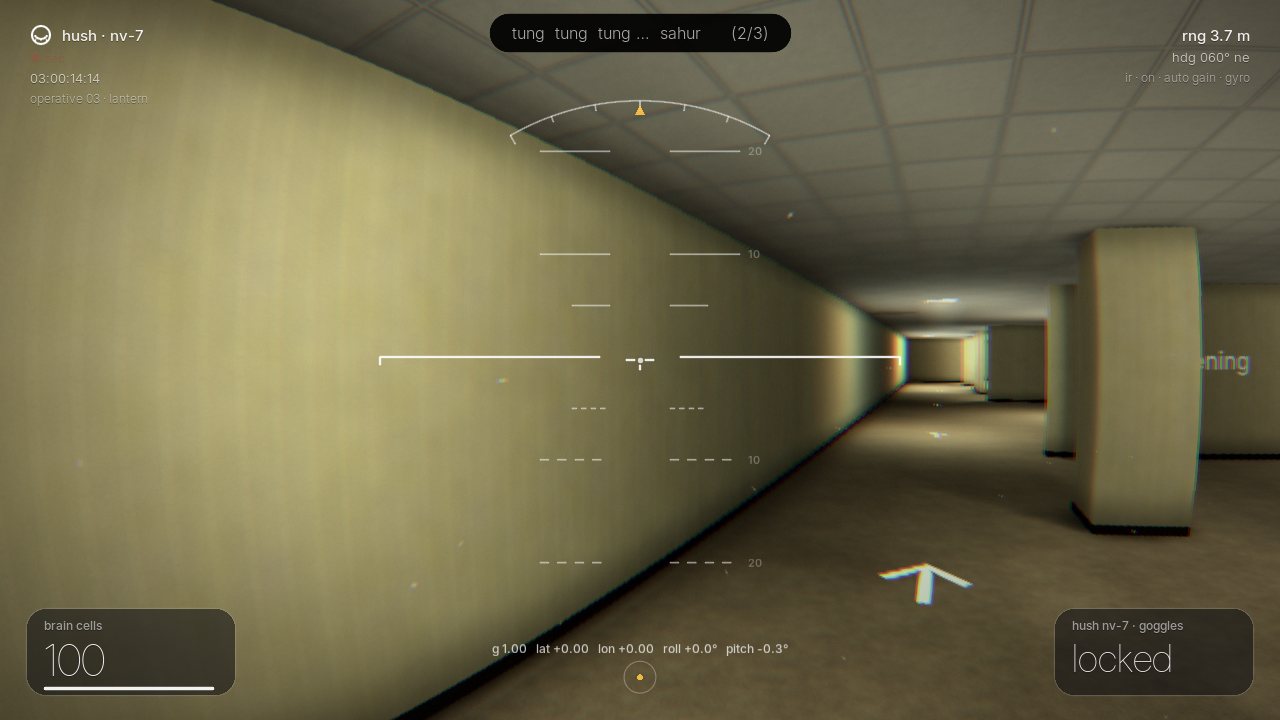 hush · nv-7
03:00:14:14
operative 03 · lantern
tung tung tung ... sahur (2/3)
rng 3.7 m
hdg 060° ne
ir · on · auto gain · gyro
20
10
10
20
ening
g 1.00 lat +0.00 lon +0.00 roll +0.0° pitch -0.3°
brain cells
100
hush nv-7 · goggles
locked